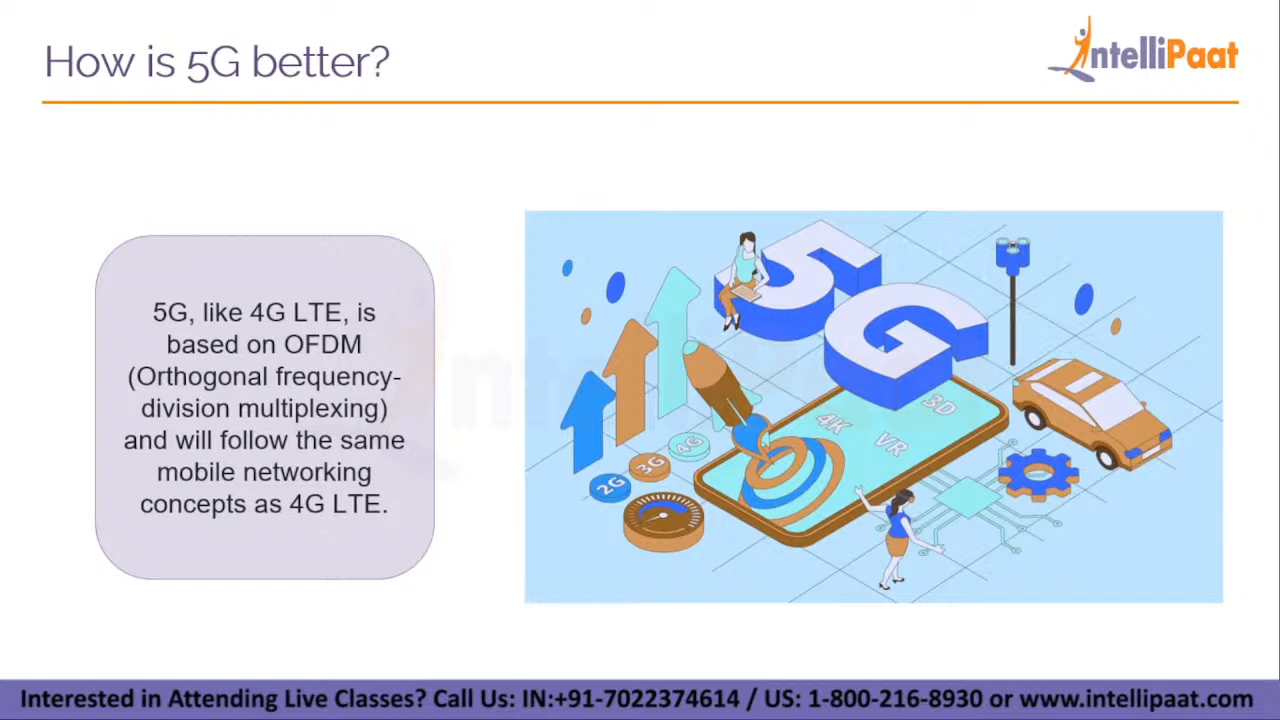 How is 5G better?
IntelliPaat
5G, like 4G LTE, is
based on OFDM
(Orthogonal frequency-
division multiplexing)
and will follow the same
mobile networking
concepts as 4G LTE.
5G
2G
3G
4G
4K
VR
3D
Interested in Attending Live Classes? Call Us: IN:+91-7022374614 / US: 1-800-216-8930 or www.intellipaat.com